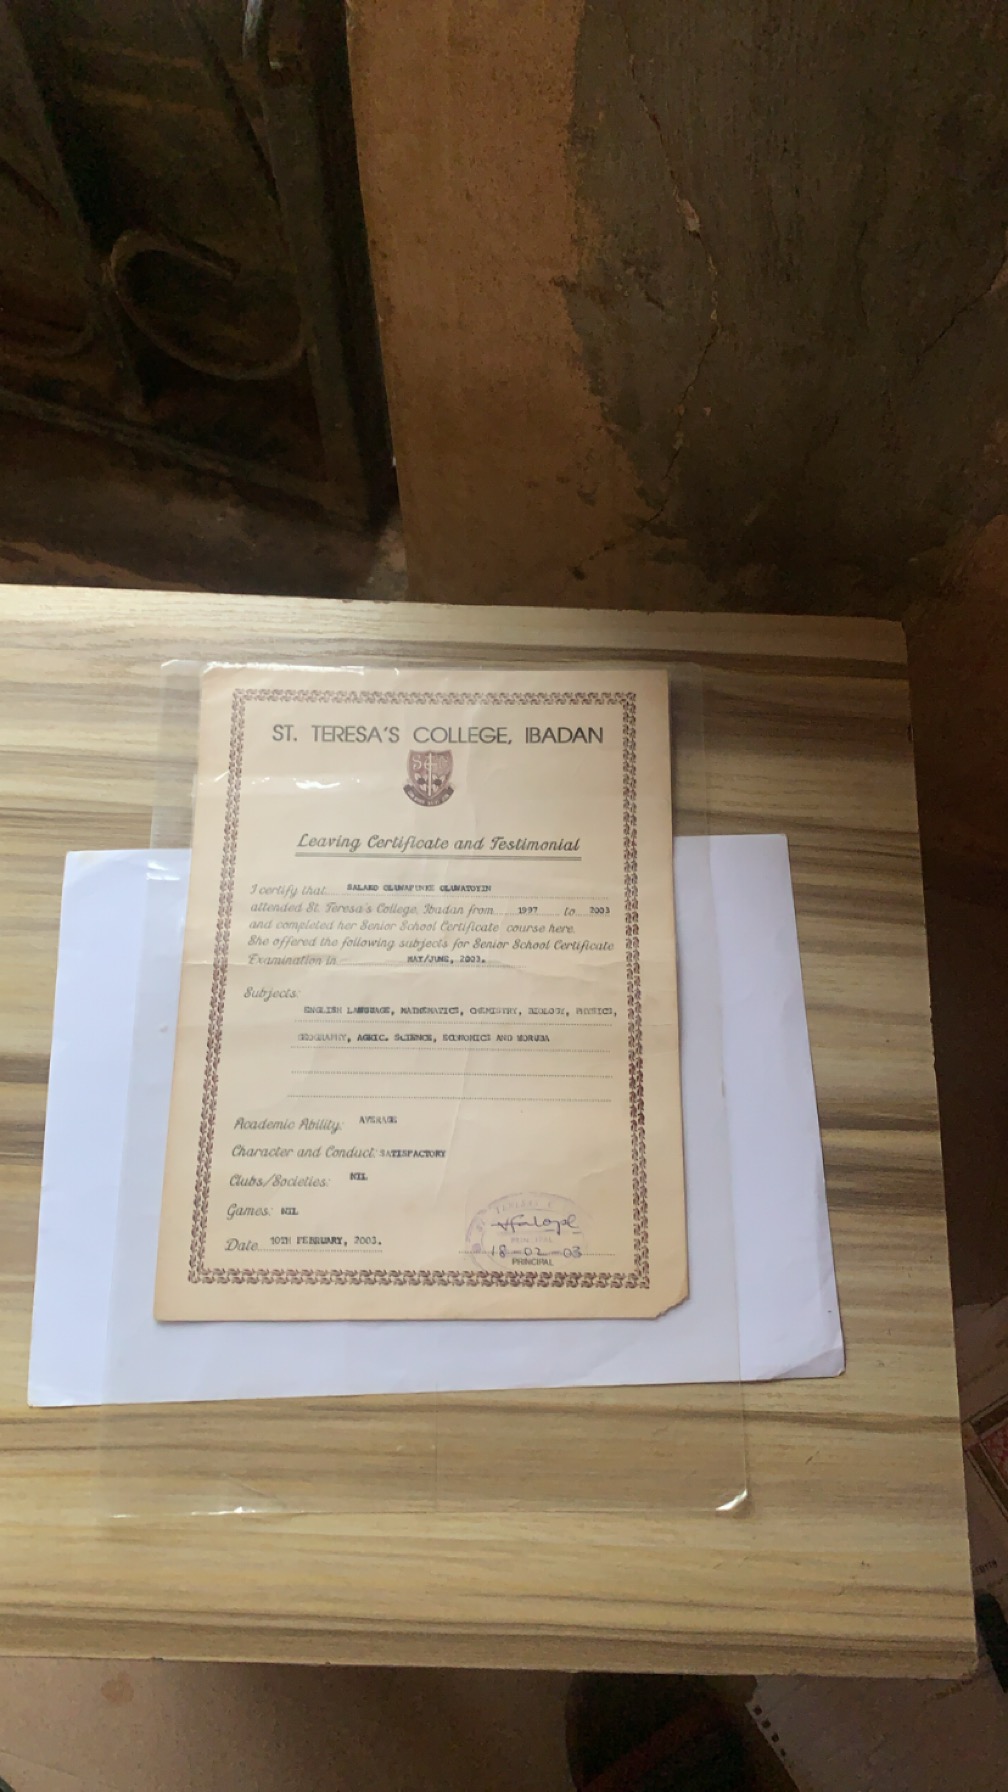 ST. TERESA'S COLLEGE, IBADAN
Leaving Certificate and Testimonial
I certify that SALAKO OLUWAFUNKE OLUWATOYIN
attended St. Teresa's College, Ibadan from 1997 to 2003
and completed her Senior School Certificate course here.
She offered the following subjects for Senior School Certificate
Examination in MAY/JUNE, 2003.
Subjects:
ENGLISH LANGUAGE, MATHEMATICS, CHEMISTRY, BIOLOGY, PHYSICS,
GEOGRAPHY, AGRIC. SCIENCE, ECONOMICS AND YORUBA
Academic Ability: AVERAGE
Character and Conduct: SATISFACTORY
Clubs/Societies: NIL
Games: NIL
Date 10TH FEBRUARY, 2003.
PRINCIPAL
18-02-03
PRINCIPAL